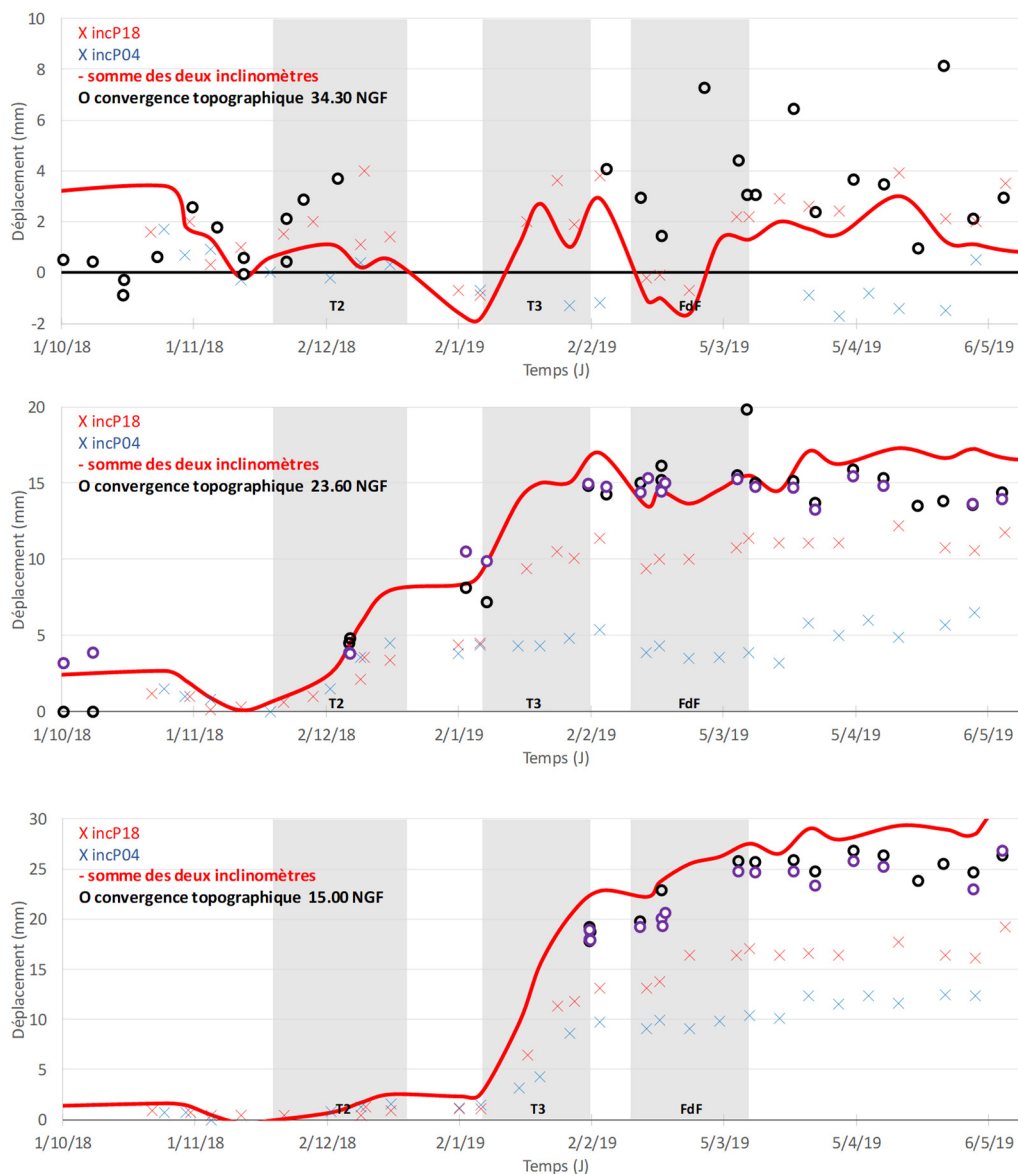 10
X incP18
X incP04
- somme des deux inclinomètres
O convergence topographique 34.30 NGF
8
6
4
2
0
-2
Déplacement (mm)
T2
T3
FdF
1/10/18 1/11/18 2/12/18 2/1/19 2/2/19 5/3/19 5/4/19 6/5/19
Temps (J)
20
X incP18
X incP04
- somme des deux inclinomètres
O convergence topographique 23.60 NGF
15
10
5
0
Déplacement (mm)
T2
T3
FdF
1/10/18 1/11/18 2/12/18 2/1/19 2/2/19 5/3/19 5/4/19 6/5/19
Temps (J)
30
X incP18
X incP04
- somme des deux inclinomètres
O convergence topographique 15.00 NGF
25
20
15
10
5
0
Déplacement (mm)
T2
T3
FdF
1/10/18 1/11/18 2/12/18 2/1/19 2/2/19 5/3/19 5/4/19 6/5/19
Temps (J)